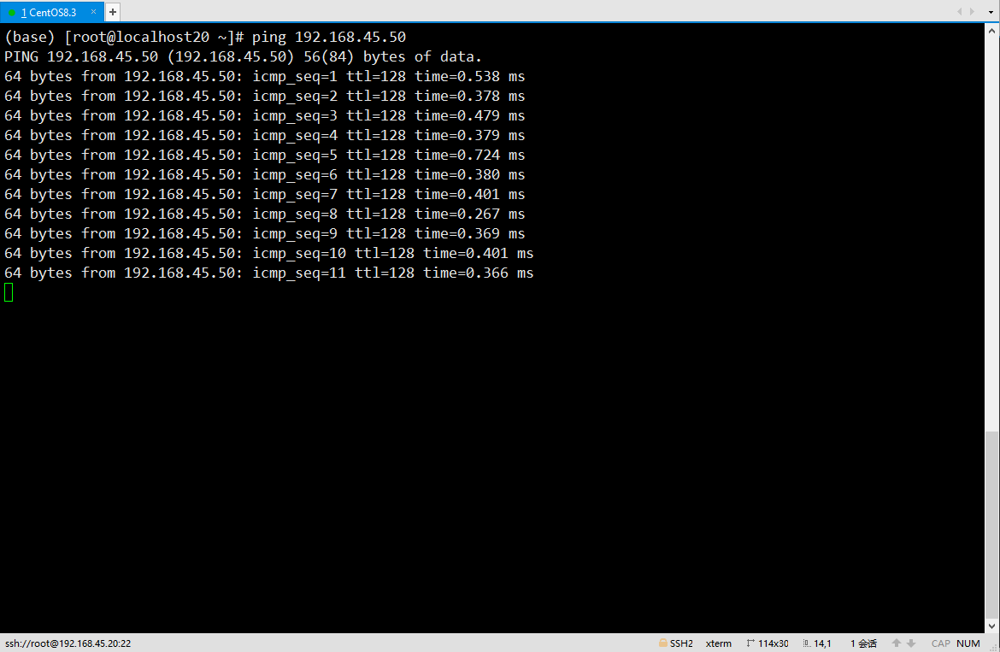 1 CentOS8.3 × +
(base) [root@localhost20 ~]# ping 192.168.45.50
PING 192.168.45.50 (192.168.45.50) 56(84) bytes of data.
64 bytes from 192.168.45.50: icmp_seq=1 ttl=128 time=0.538 ms
64 bytes from 192.168.45.50: icmp_seq=2 ttl=128 time=0.378 ms
64 bytes from 192.168.45.50: icmp_seq=3 ttl=128 time=0.479 ms
64 bytes from 192.168.45.50: icmp_seq=4 ttl=128 time=0.379 ms
64 bytes from 192.168.45.50: icmp_seq=5 ttl=128 time=0.724 ms
64 bytes from 192.168.45.50: icmp_seq=6 ttl=128 time=0.380 ms
64 bytes from 192.168.45.50: icmp_seq=7 ttl=128 time=0.401 ms
64 bytes from 192.168.45.50: icmp_seq=8 ttl=128 time=0.267 ms
64 bytes from 192.168.45.50: icmp_seq=9 ttl=128 time=0.369 ms
64 bytes from 192.168.45.50: icmp_seq=10 ttl=128 time=0.401 ms
64 bytes from 192.168.45.50: icmp_seq=11 ttl=128 time=0.366 ms
ssh://root@192.168.45.20:22 SSH2 xterm 114x30 14,1 1 会话 CAP NUM